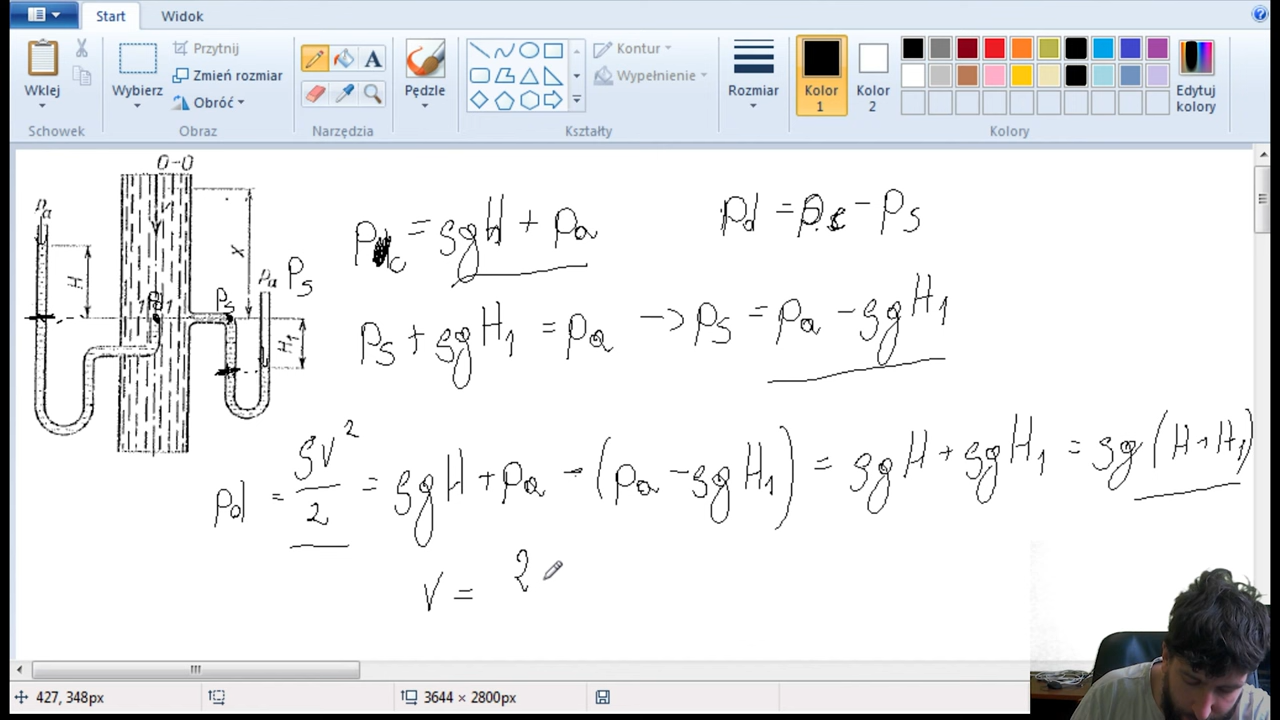 Start Widok
Wklej
Przytnij
Zmień rozmiar
Obróć
Wybierz
Pędzle
Kontur
Wypełnienie
Rozmiar
Kolor 1
Kolor 2
Edytuj kolory
Schowek Obraz Narzędzia Kształty Kolory
0-0
Pa
H
X
1
1
Pa
Ps
Ps
H₁
Pc = ρgH + Pa
Pd = Pc - Ps
Ps + ρgH₁ = Pa → Ps = Pa - ρgH₁
Pd = ρv²/2 = ρgH + Pa - (Pa - ρgH₁) = ρgH + ρgH₁ = ρg(H+H₁)
v = 2
427, 348px
3644 × 2800px